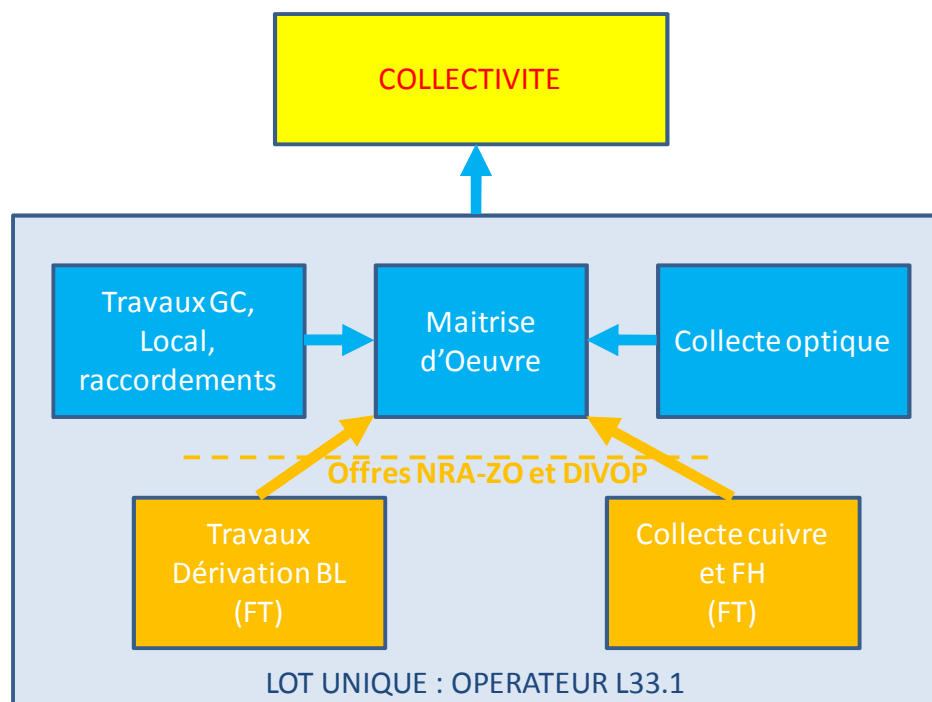 COLLECTIVITE
Travaux GC,
Local,
raccordements
Maitrise
d’Oeuvre
Collecte optique
Offres NRA-ZO et DIVOP
Travaux
Dérivation BL
(FT)
Collecte cuivre
et FH
(FT)
LOT UNIQUE : OPERATEUR L33.1